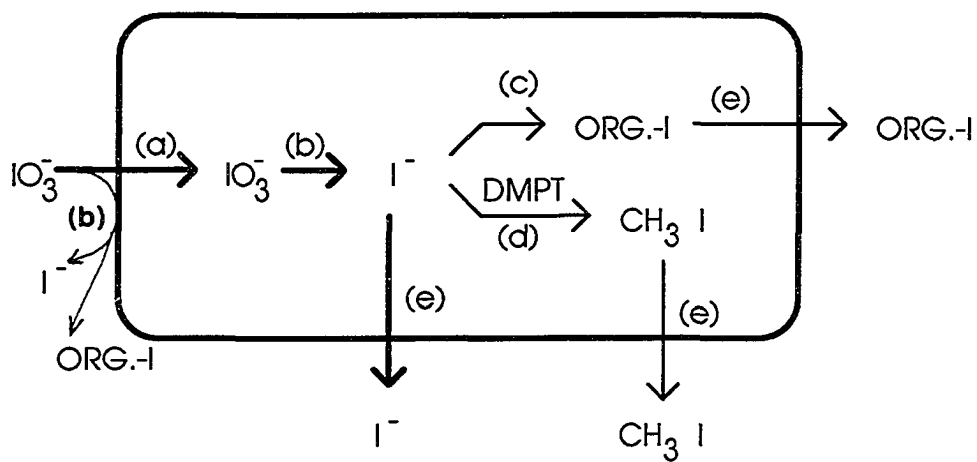 (c)
(e)
ORG.-I
ORG.-I
(a)
(b)
IO₃⁻
IO₃⁻
I⁻
DMPT
(b)
(d)
CH₃ I
I⁻
(e)
(e)
ORG.-I
I⁻
CH₃ I